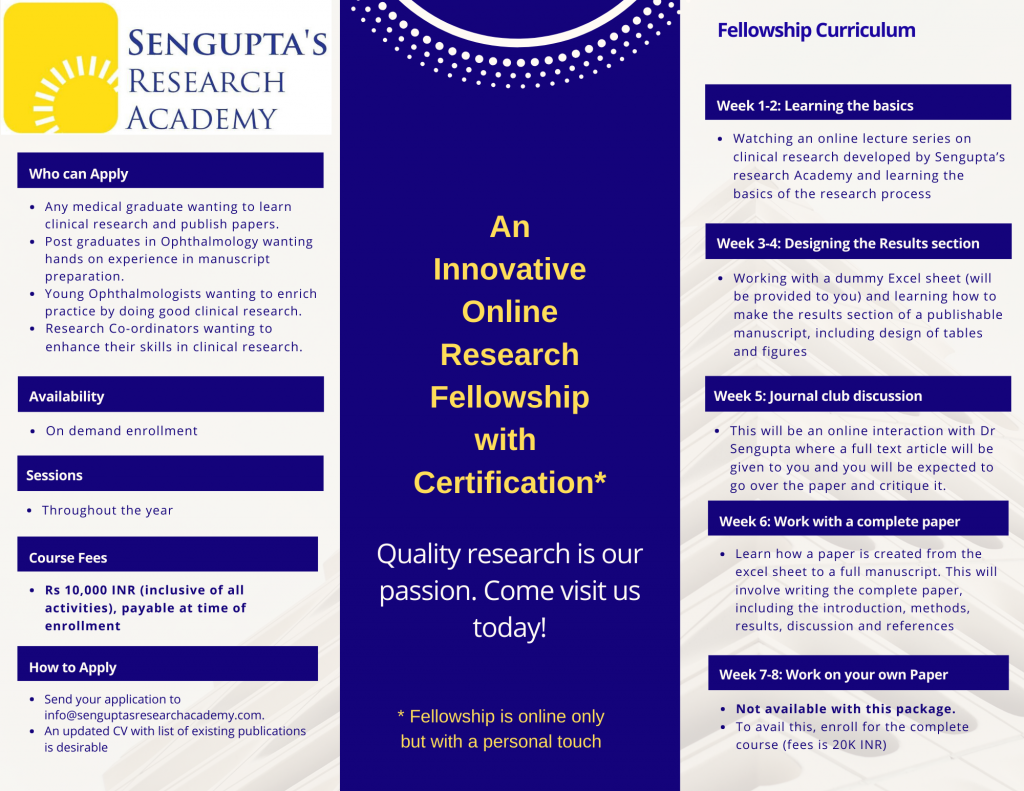 SENGUPTA'S
RESEARCH
ACADEMY
Who can Apply
• Any medical graduate wanting to learn
clinical research and publish papers.
• Post graduates in Ophthalmology wanting
hands on experience in manuscript
preparation.
• Young Ophthalmologists wanting to enrich
practice by doing good clinical research.
• Research Co-ordinators wanting to
enhance their skills in clinical research.
Availability
• On demand enrollment
Sessions
• Throughout the year
Course Fees
• Rs 10,000 INR (inclusive of all
activities), payable at time of
enrollment
How to Apply
• Send your application to
info@senguptasresearchacademy.com.
• An updated CV with list of existing publications
is desirable
An
Innovative
Online
Research
Fellowship
with
Certification*
Quality research is our
passion. Come visit us
today!
* Fellowship is online only
but with a personal touch
Fellowship Curriculum
Week 1-2: Learning the basics
• Watching an online lecture series on
clinical research developed by Sengupta's
research Academy and learning the
basics of the research process
Week 3-4: Designing the Results section
• Working with a dummy Excel sheet (will
be provided to you) and learning how to
make the results section of a publishable
manuscript, including design of tables
and figures
Week 5: Journal club discussion
• This will be an online interaction with Dr
Sengupta where a full text article will be
given to you and you will be expected to
go over the paper and critique it.
Week 6: Work with a complete paper
• Learn how a paper is created from the
excel sheet to a full manuscript. This will
involve writing the complete paper,
including the introduction, methods,
results, discussion and references
Week 7-8: Work on your own Paper
• Not available with this package.
• To avail this, enroll for the complete
course (fees is 20K INR)